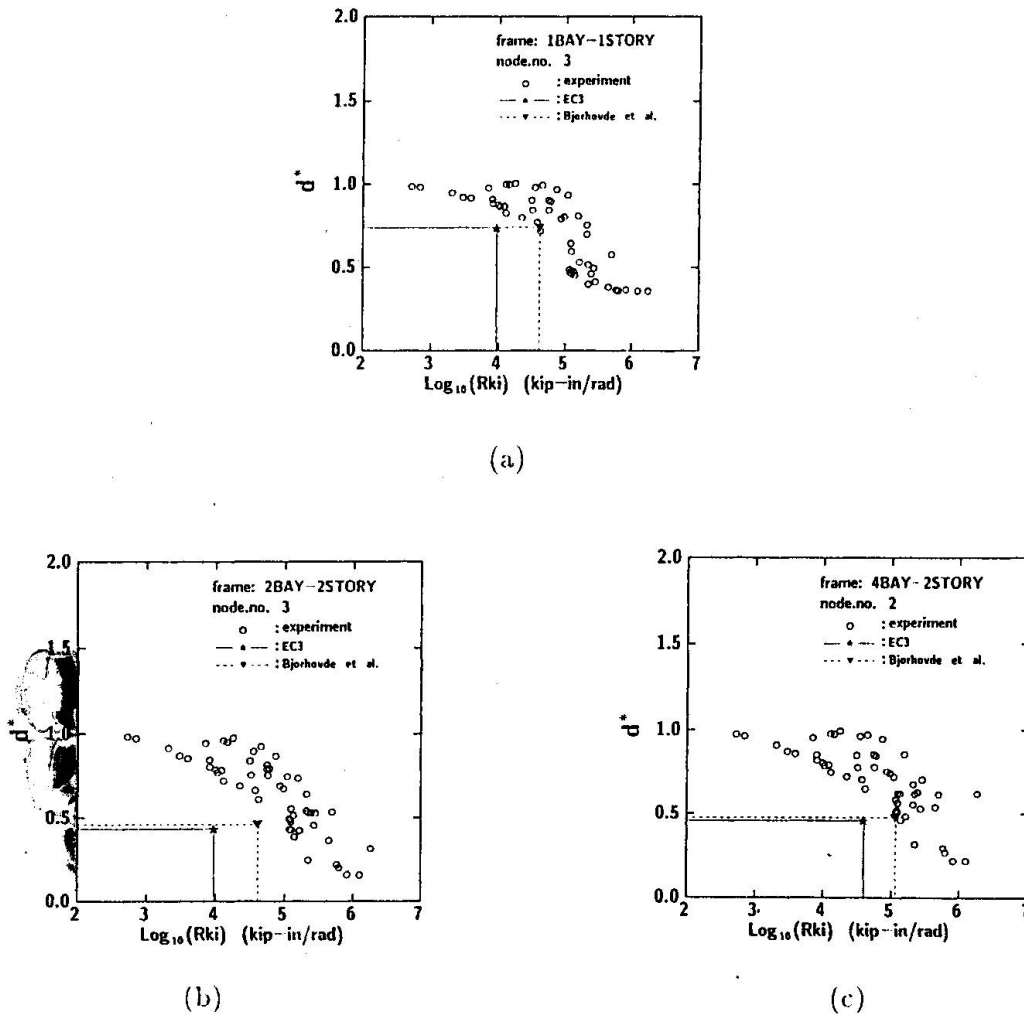 2.0
frame: 1BAY-1STORY
node.no. 3
: experiment
1.5
: EC3
: Bjorhovde et al.
1.0
d*
0.5
0.0
2 3 4 5 6 7
Log₁₀(Rki) (kip-in/rad)
(a)
2.0
frame: 2BAY-2STORY
node.no. 3
: experiment
1.5
: EC3
: Bjorhovde et al.
1.0
d*
0.5
0.0
2 3 4 5 6 7
Log₁₀(Rki) (kip-in/rad)
(b)
2.0
frame: 4BAY-2STORY
node.no. 2
: experiment
1.5
: EC3
: Bjorhovde et al.
1.0
d*
0.5
0.0
2 3 4 5 6 7
Log₁₀(Rki) (kip-in/rad)
(c)